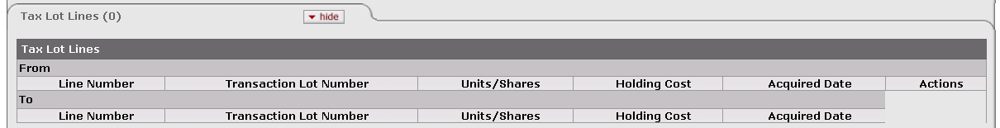 Tax Lot Lines (0) hide
Tax Lot Lines
From
Line Number Transaction Lot Number Units/Shares Holding Cost Acquired Date Actions
To
Line Number Transaction Lot Number Units/Shares Holding Cost Acquired Date